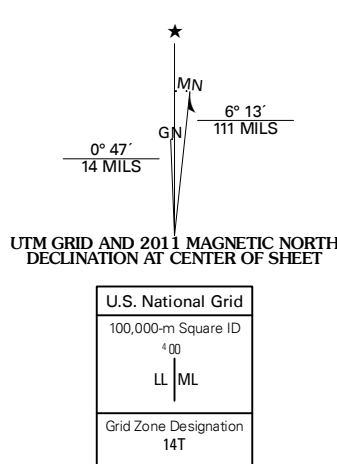 ★
MN
6° 13´
111 MILS
GN
0° 47´
14 MILS
UTM GRID AND 2011 MAGNETIC NORTH
DECLINATION AT CENTER OF SHEET
U.S. National Grid
100,000-m Square ID
⁴00
LL ML
Grid Zone Designation
14T